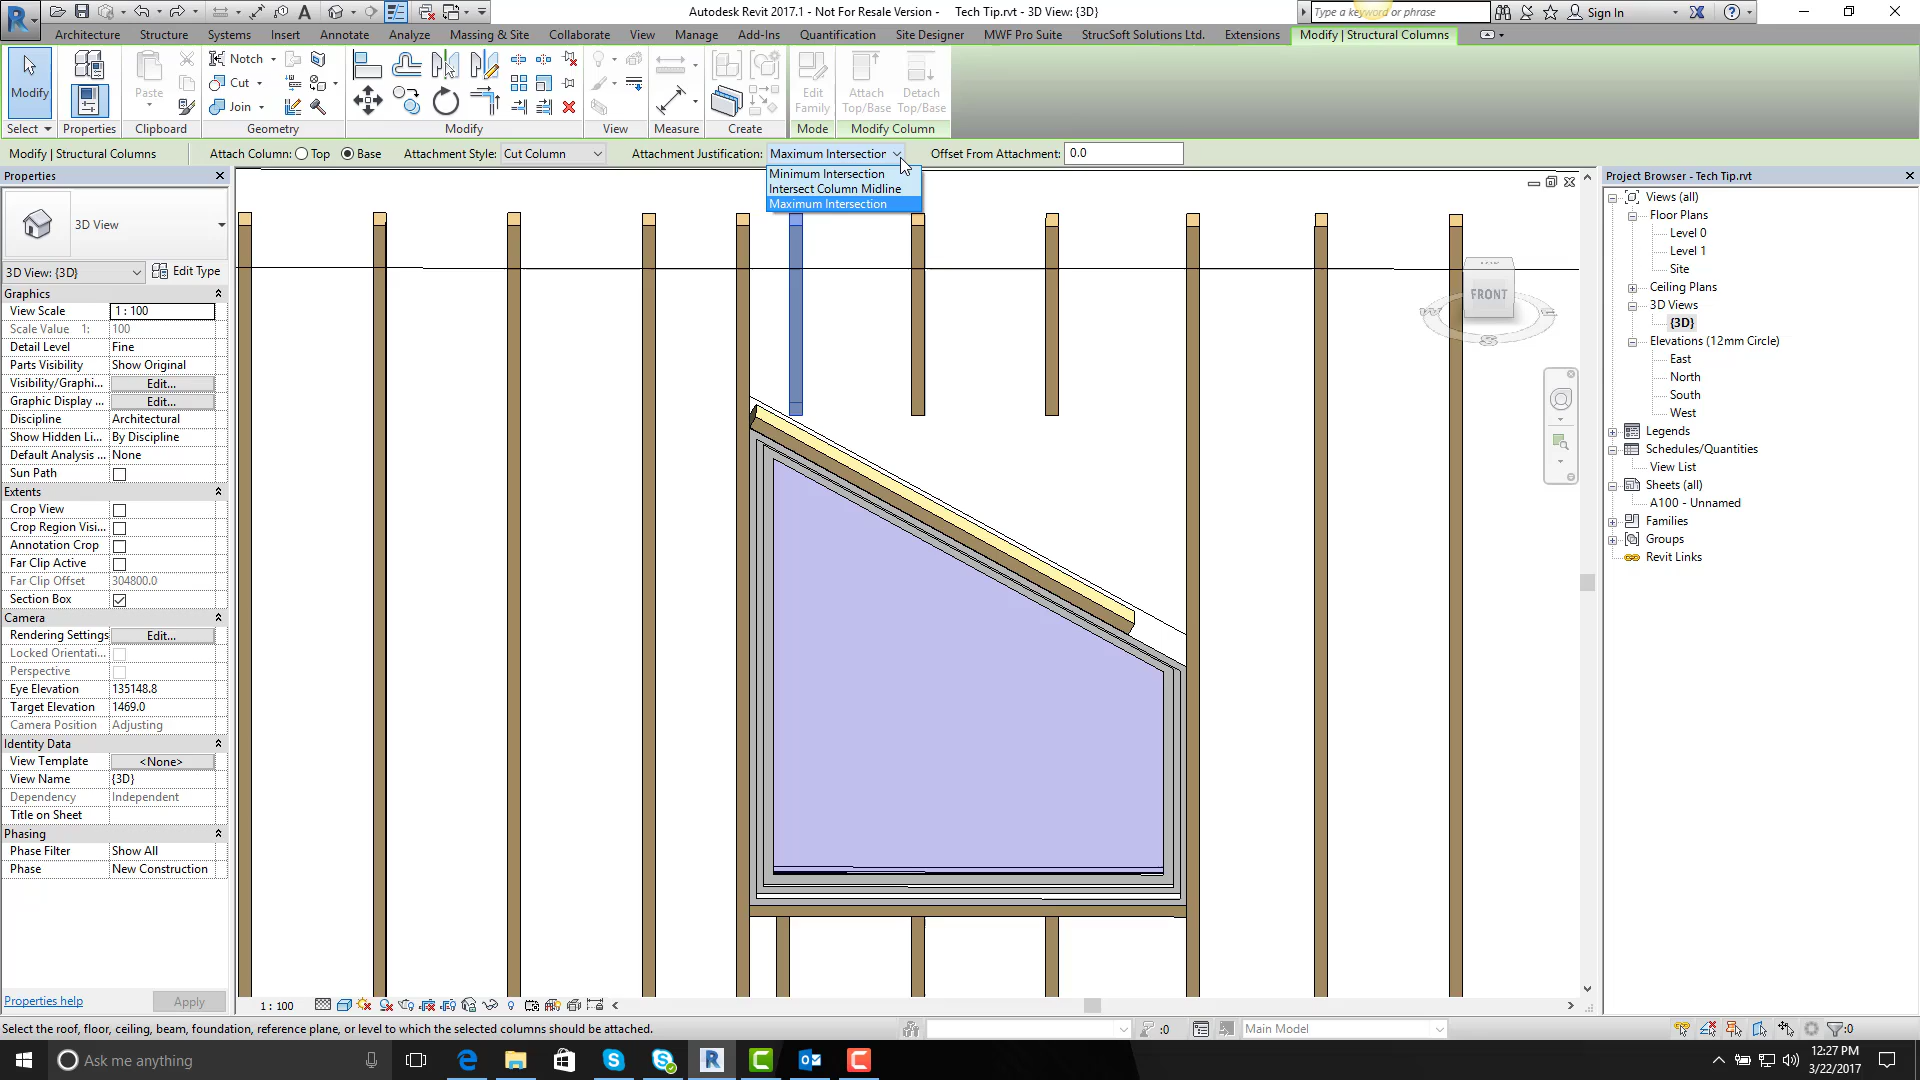 Autodesk Revit 2017.1 - Not For Resale Version - Tech Tip.rvt - 3D View: {3D}
Type a keyword or phrase
Sign In
Architecture Structure Systems Insert Annotate Analyze Massing & Site Collaborate View Manage Add-Ins Quantification Site Designer MWF Pro Suite StrucSoft Solutions Ltd. Extensions Modify | Structural Columns
Modify
Paste
Notch
Cut
Join
Edit Family
Attach Top/Base
Detach Top/Base
Select Properties Clipboard Geometry Modify View Measure Create Mode Modify Column
Modify | Structural Columns Attach Column: Top Base Attachment Style: Cut Column Attachment Justification: Maximum Intersection Offset From Attachment: 0.0
Minimum Intersection
Intersect Column Midline
Maximum Intersection
Properties
3D View
3D View: {3D} Edit Type
Graphics
View Scale 1 : 100
Scale Value 1: 100
Detail Level Fine
Parts Visibility Show Original
Visibility/Graphi... Edit...
Graphic Display ... Edit...
Discipline Architectural
Show Hidden Li... By Discipline
Default Analysis ... None
Sun Path
Extents
Crop View
Crop Region Visi...
Annotation Crop
Far Clip Active
Far Clip Offset 304800.0
Section Box
Camera
Rendering Settings Edit...
Locked Orientati...
Perspective
Eye Elevation 135148.8
Target Elevation 1469.0
Camera Position Adjusting
Identity Data
View Template <None>
View Name {3D}
Dependency Independent
Title on Sheet
Phasing
Phase Filter Show All
Phase New Construction
Properties help Apply
FRONT
W
S
1 : 100
Project Browser - Tech Tip.rvt
Views (all)
Floor Plans
Level 0
Level 1
Site
Ceiling Plans
3D Views
{3D}
Elevations (12mm Circle)
East
North
South
West
Legends
Schedules/Quantities
View List
Sheets (all)
A100 - Unnamed
Families
Groups
Revit Links
Select the roof, floor, ceiling, beam, foundation, reference plane, or level to which the selected columns should be attached.
:0
Main Model
:0
Ask me anything
12:27 PM
3/22/2017